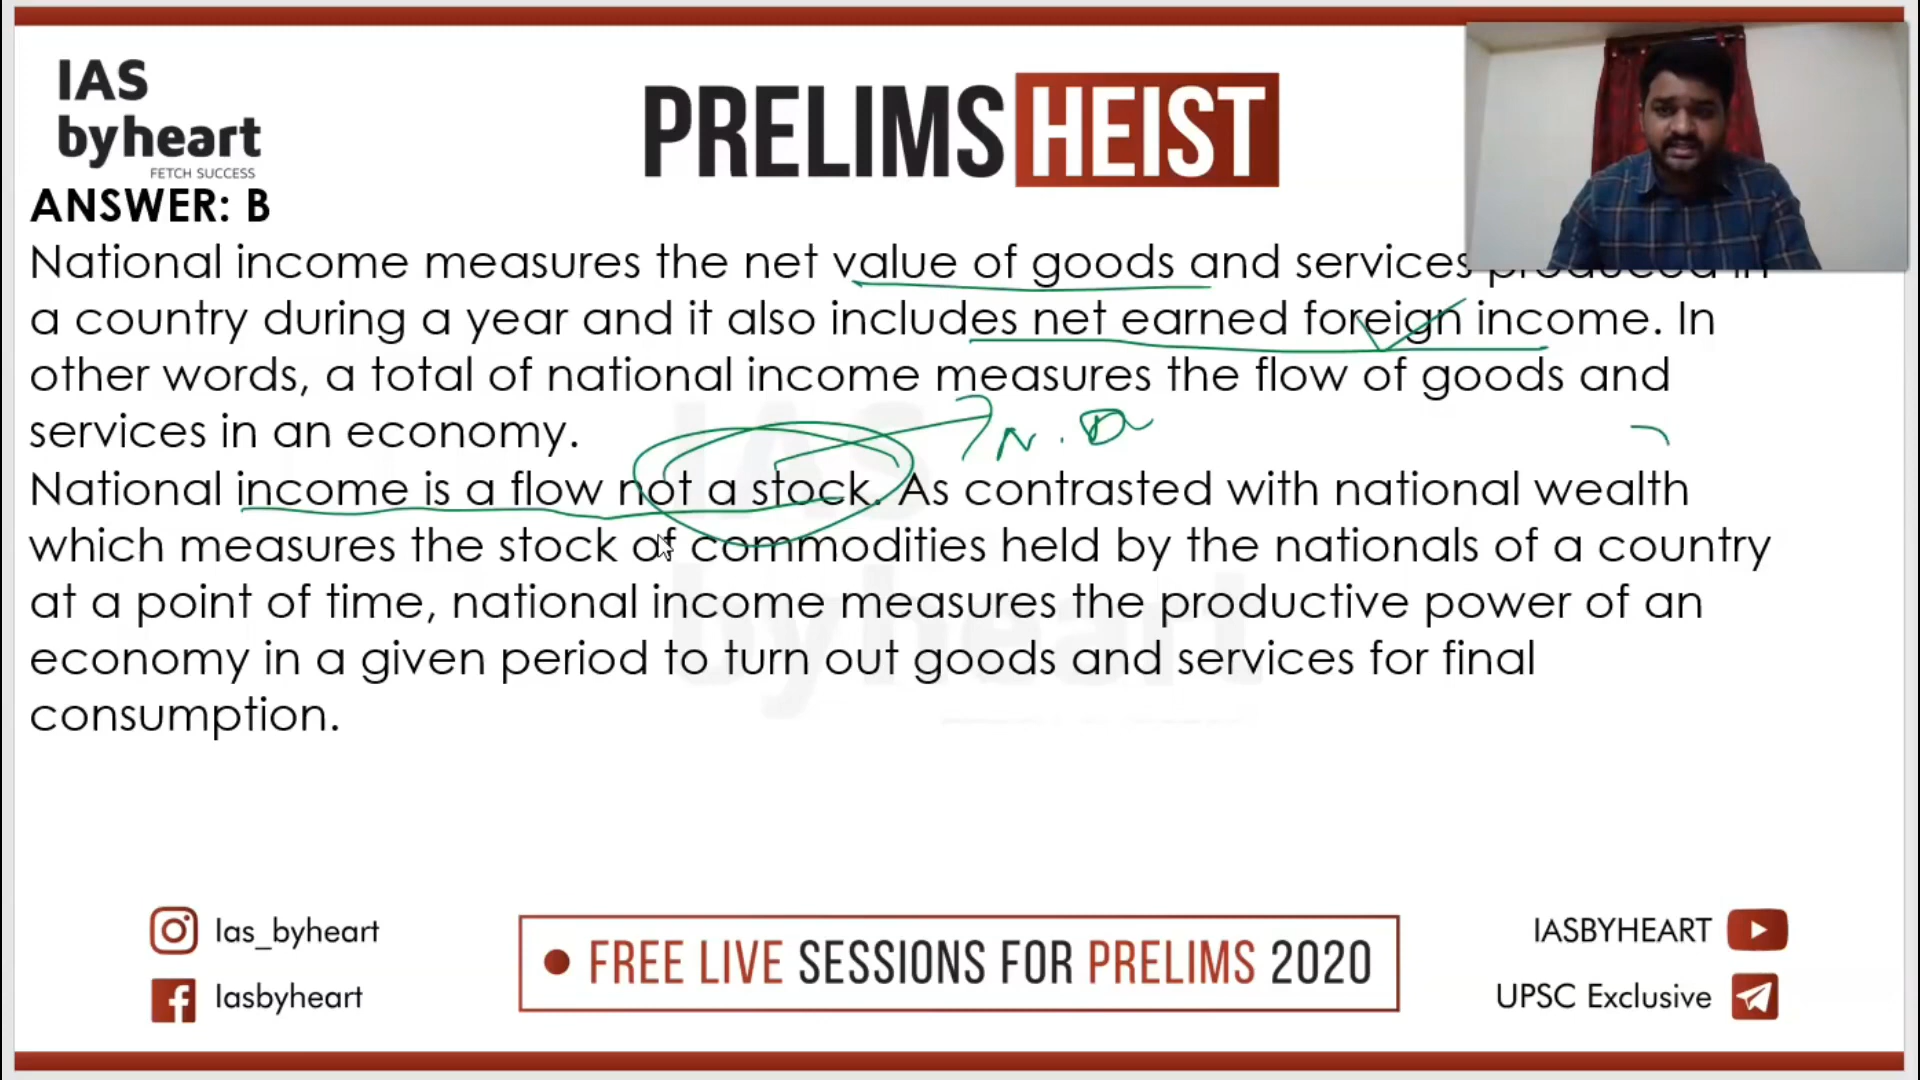 IAS
byheart
FETCH SUCCESS
PRELIMS HEIST
ANSWER: B
National income measures the net value of goods and services produced in
a country during a year and it also includes net earned foreign income. In
other words, a total of national income measures the flow of goods and
services in an economy.
National income is a flow not a stock. As contrasted with national wealth
which measures the stock of commodities held by the nationals of a country
at a point of time, national income measures the productive power of an
economy in a given period to turn out goods and services for final
consumption.
Ias_byheart
Iasbyheart
FREE LIVE SESSIONS FOR PRELIMS 2020
IASBYHEART
UPSC Exclusive